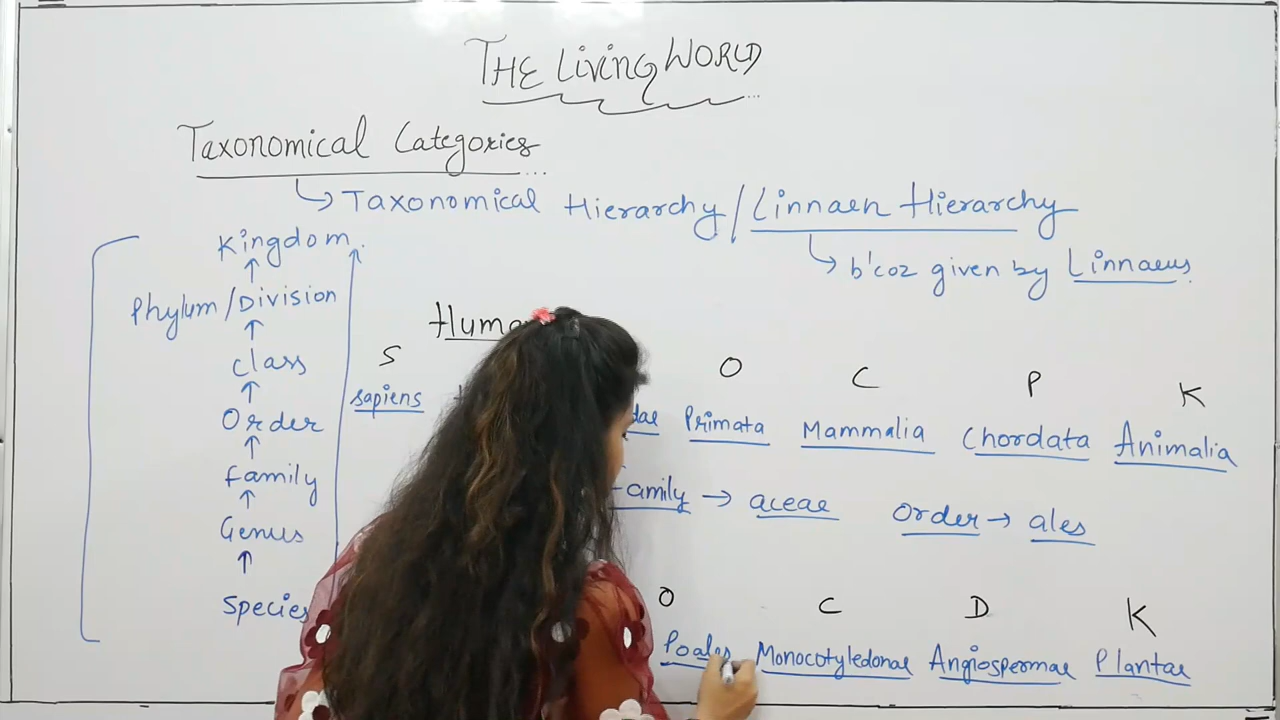 THE LiVinG WORLD
Taxonomical Categories...
Taxonomical Hierarchy/Linnaen Hierarchy
b'coz given by Linnaeus.
Kingdom.
Phylum/Division
class
Order
family
Genus
Species
S O C P K
sapiens Primata Mammalia Chordata Animalia
family → aceae Order → ales
O C D K
Poales Monocotyledonae Angiospermae Plantae